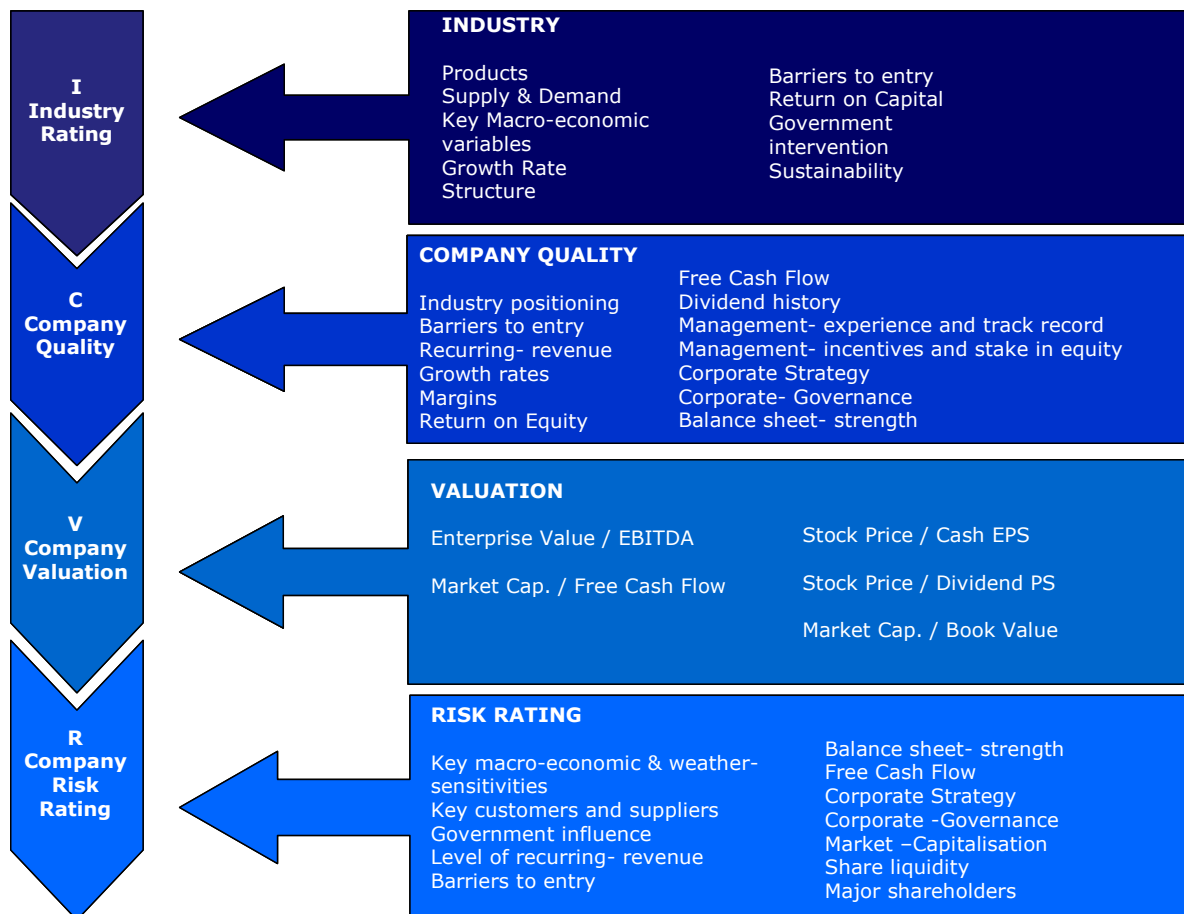 I
Industry
Rating
INDUSTRY
Products
Supply & Demand
Key Macro-economic
variables
Growth Rate
Structure
Barriers to entry
Return on Capital
Government
intervention
Sustainability
C
Company
Quality
COMPANY QUALITY
Industry positioning
Barriers to entry
Recurring- revenue
Growth rates
Margins
Return on Equity
Free Cash Flow
Dividend history
Management- experience and track record
Management- incentives and stake in equity
Corporate Strategy
Corporate- Governance
Balance sheet- strength
V
Company
Valuation
VALUATION
Enterprise Value / EBITDA
Market Cap. / Free Cash Flow
Stock Price / Cash EPS
Stock Price / Dividend PS
Market Cap. / Book Value
R
Company
Risk
Rating
RISK RATING
Key macro-economic & weather-
sensitivities
Key customers and suppliers
Government influence
Level of recurring- revenue
Barriers to entry
Balance sheet- strength
Free Cash Flow
Corporate Strategy
Corporate -Governance
Market –Capitalisation
Share liquidity
Major shareholders